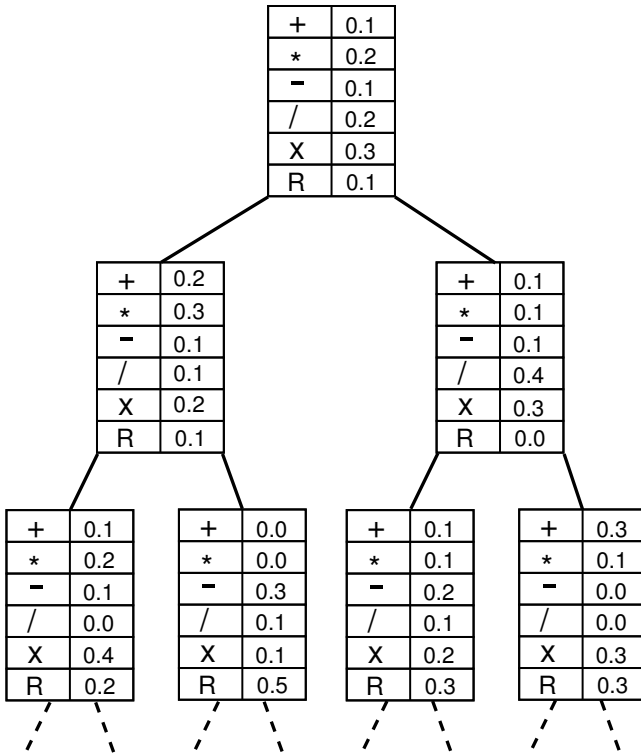 + 0.1
* 0.2
- 0.1
/ 0.2
X 0.3
R 0.1
+ 0.2
* 0.3
- 0.1
/ 0.1
X 0.2
R 0.1
+ 0.1
* 0.1
- 0.1
/ 0.4
X 0.3
R 0.0
+ 0.1
* 0.2
- 0.1
/ 0.0
X 0.4
R 0.2
+ 0.0
* 0.0
- 0.3
/ 0.1
X 0.1
R 0.5
+ 0.1
* 0.1
- 0.2
/ 0.1
X 0.2
R 0.3
+ 0.3
* 0.1
- 0.0
/ 0.0
X 0.3
R 0.3